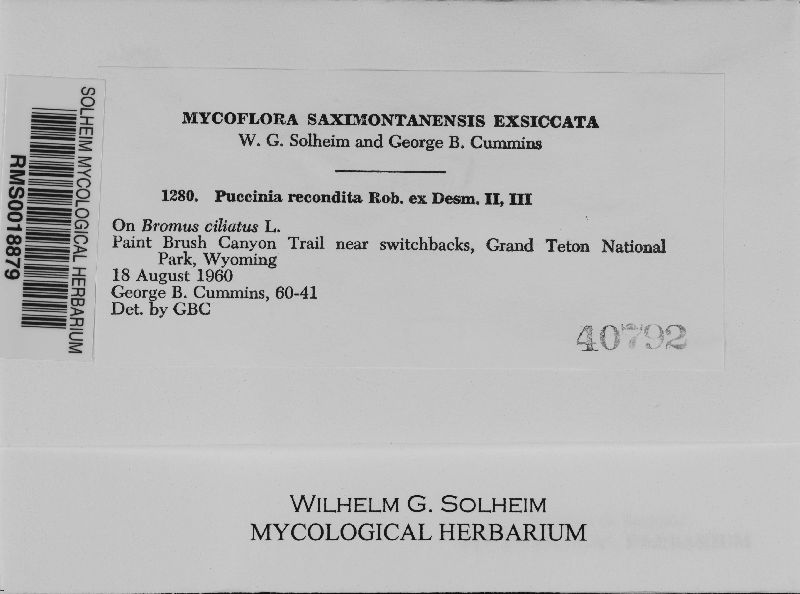 SOLHEIM MYCOLOGICAL HERBARIUM
RMS0018879
MYCOFLORA SAXIMONTANENSIS EXSICCATA
W. G. Solheim and George B. Cummins
1280. Puccinia recondita Rob. ex Desm. II, III
On Bromus ciliatus L.
Paint Brush Canyon Trail near switchbacks, Grand Teton National
Park, Wyoming
18 August 1960
George B. Cummins, 60-41
Det. by GBC
40792
WILHELM G. SOLHEIM
MYCOLOGICAL HERBARIUM